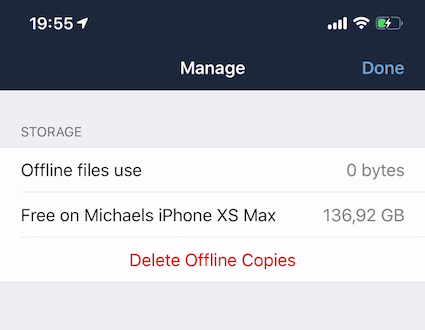 19:55
Manage
Done
STORAGE
Offline files use
0 bytes
Free on Michaels iPhone XS Max
136,92 GB
Delete Offline Copies